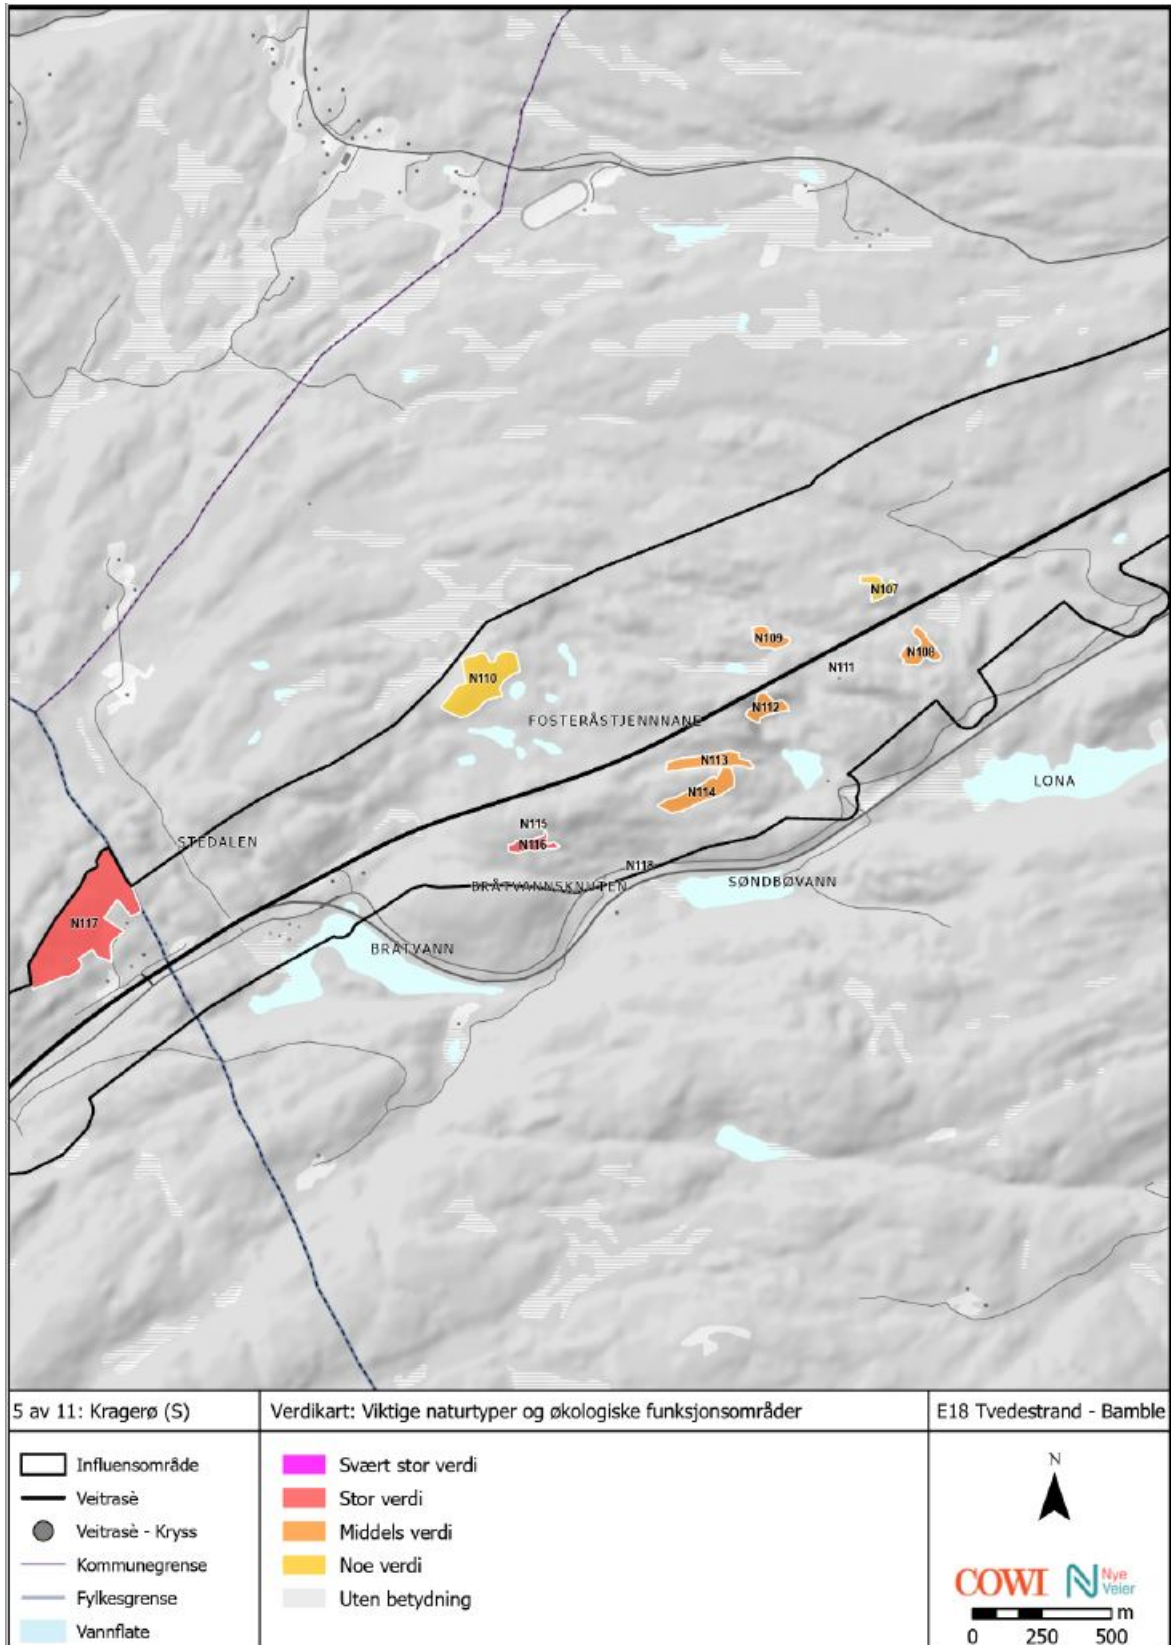 N107
N109
N108
N111
N110
N112
FOSTERÅSTJENNNANE
N113
LONA
N114
N115
STEDALEN
N116
N118
BRÅTVANNSKNUTEN
SØNDBØVANN
N117
BRÅTVANN
5 av 11: Kragerø (S)
Verdikart: Viktige naturtyper og økologiske funksjonsområder
E18 Tvedestrand - Bamble
Influensområde
Veitrasè
Veitrasè - Kryss
Kommunegrense
Fylkesgrense
Vannflate
Svært stor verdi
Stor verdi
Middels verdi
Noe verdi
Uten betydning
N
COWI
Nye
Veier
m
0 250 500